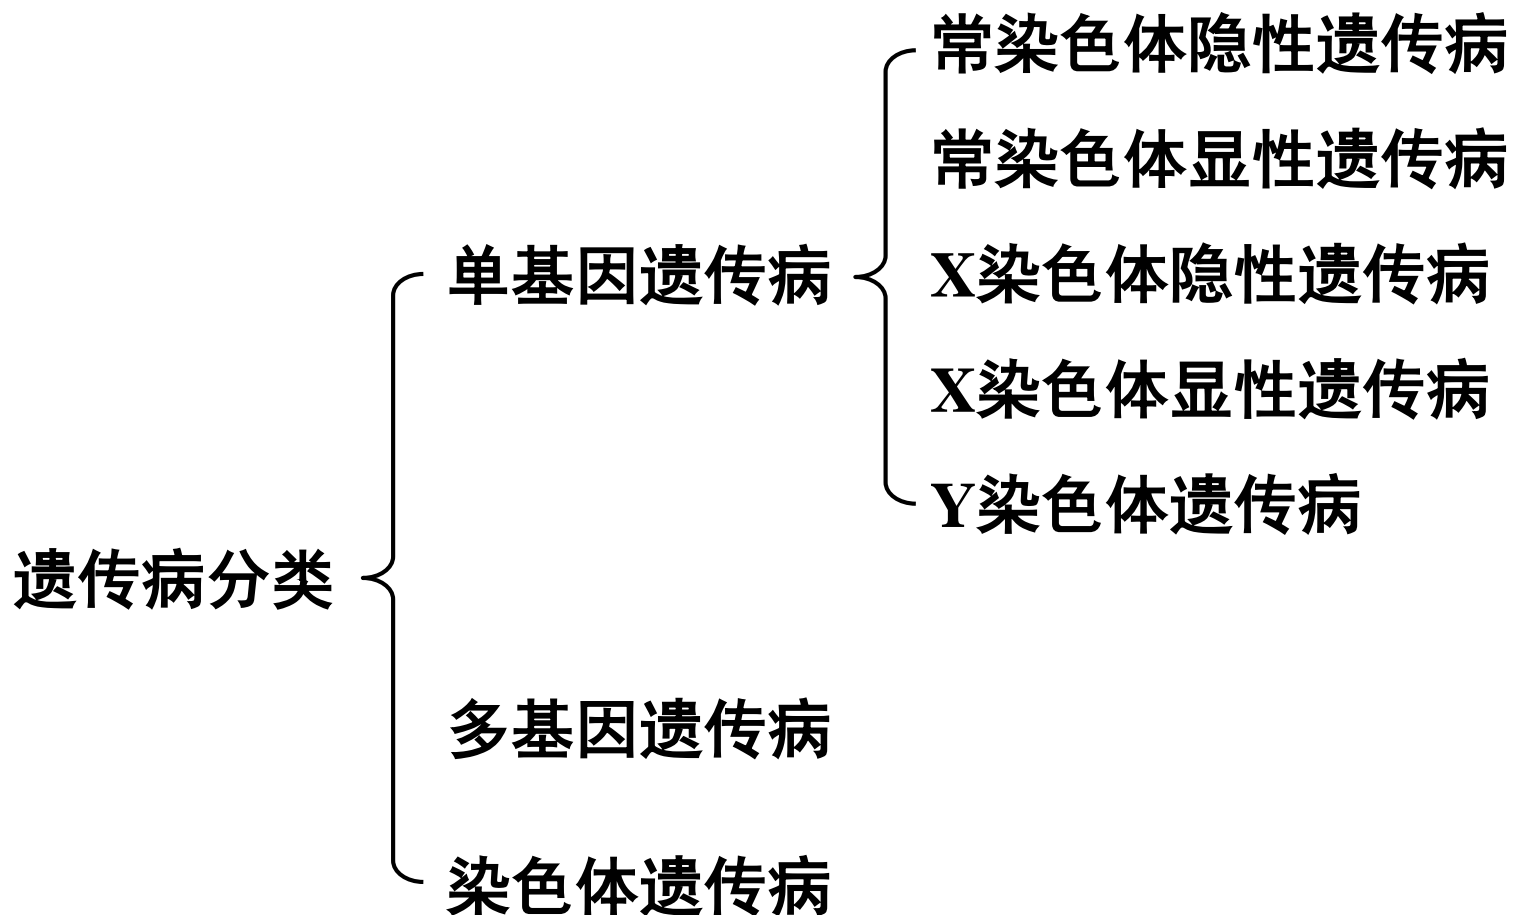 遗传病分类
单基因遗传病
常染色体隐性遗传病
常染色体显性遗传病
X染色体隐性遗传病
X染色体显性遗传病
Y染色体遗传病
多基因遗传病
染色体遗传病